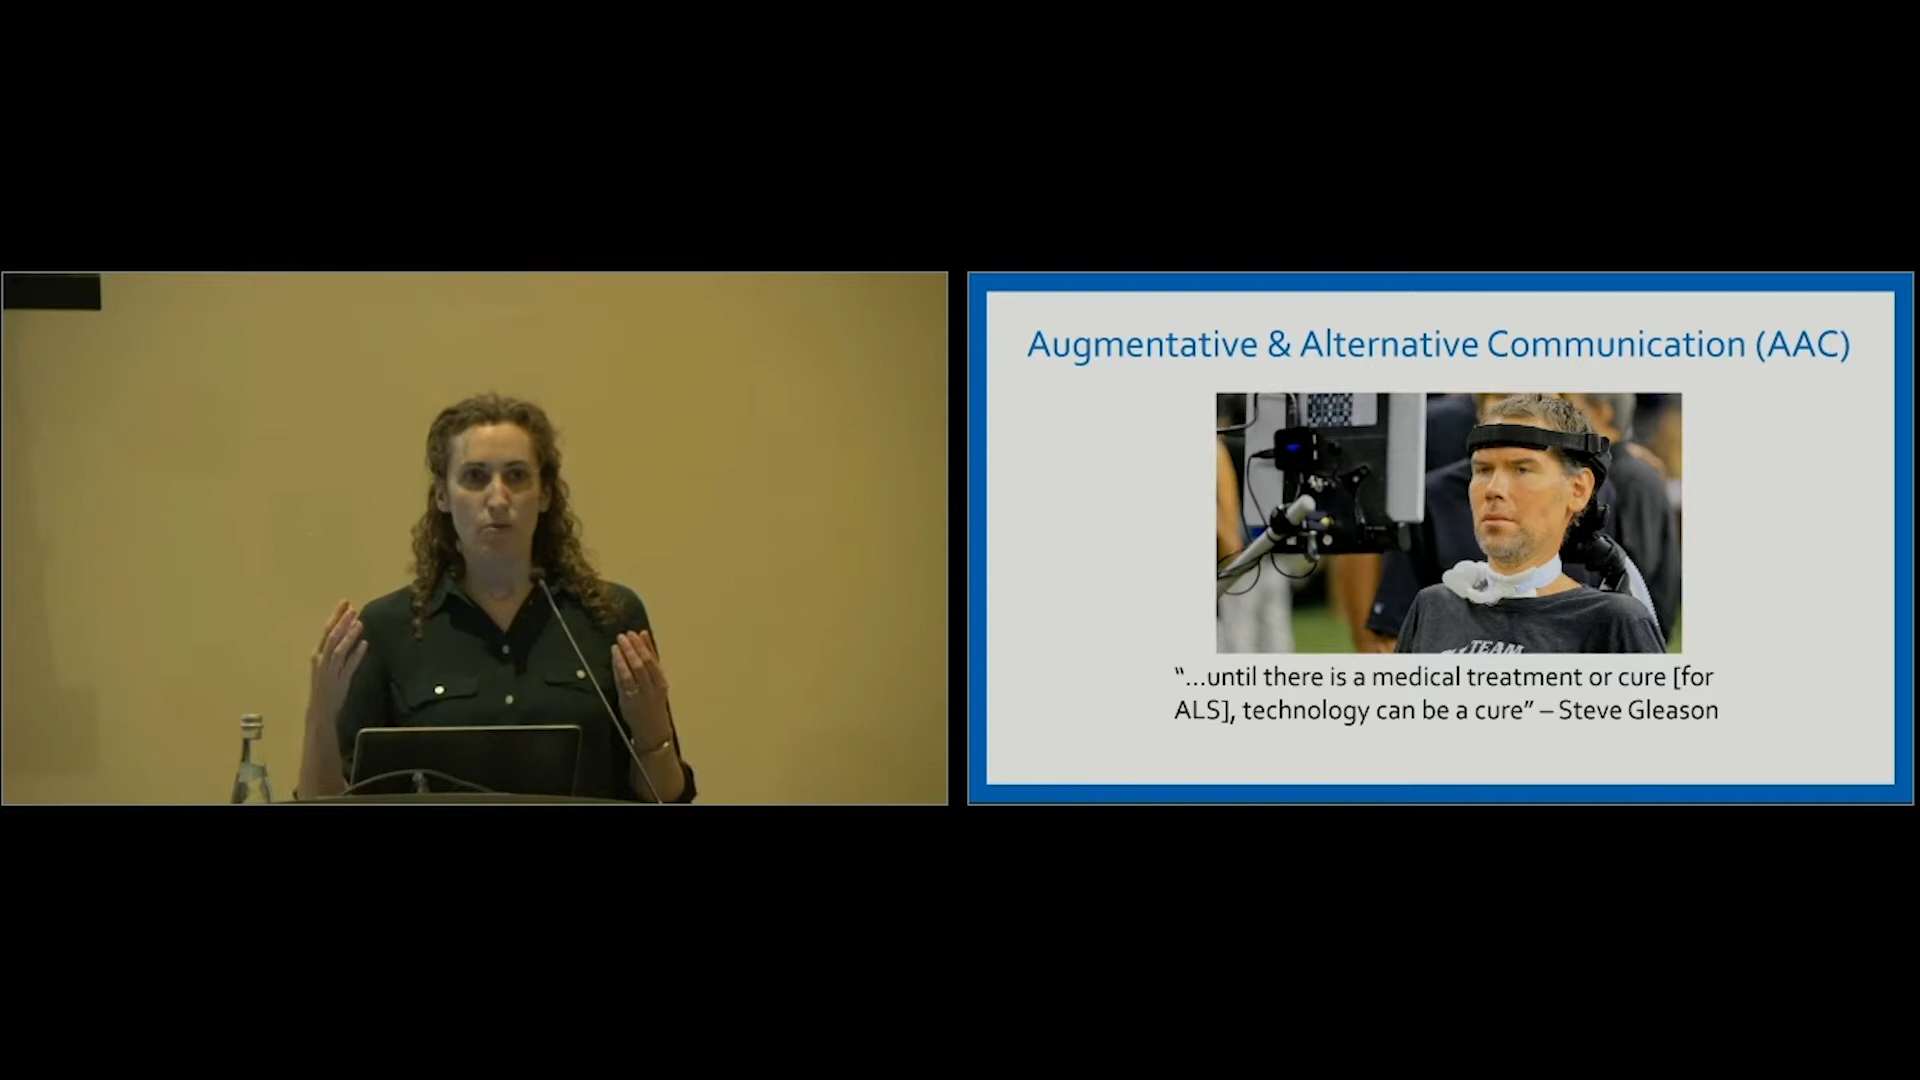 Augmentative & Alternative Communication (AAC)
TEAM
“...until there is a medical treatment or cure [for
ALS], technology can be a cure” – Steve Gleason